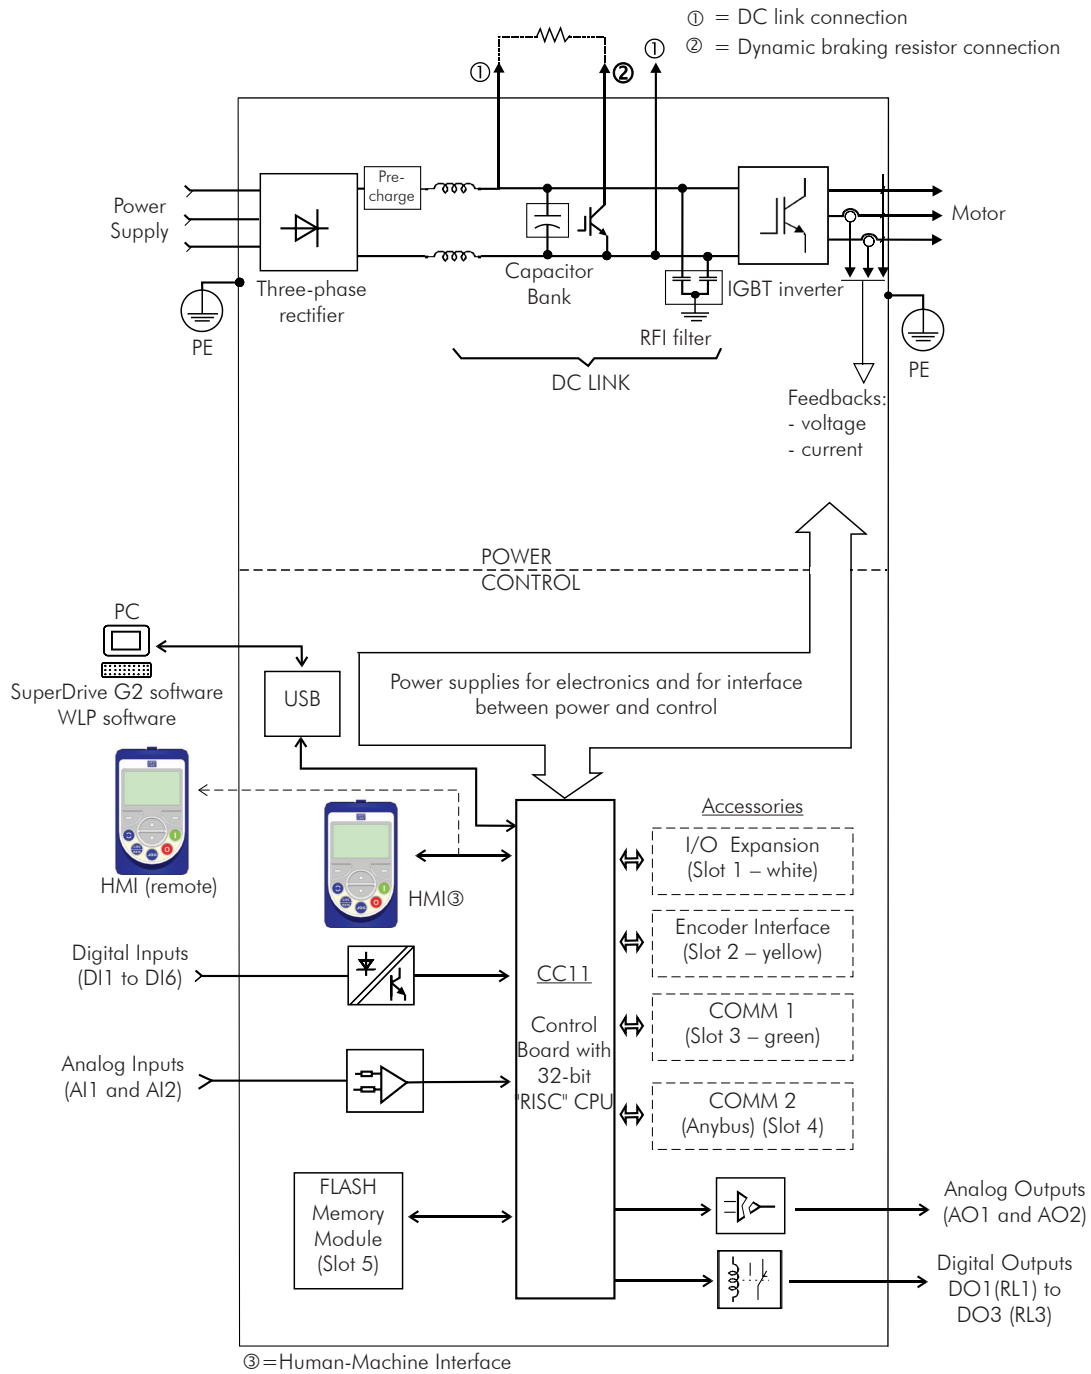 ① = DC link connection
② = Dynamic braking resistor connection
① ② ①
Pre-
charge
Power
Supply
Motor
Three-phase
rectifier
Capacitor
Bank
IGBT inverter
PE
RFI filter
PE
DC LINK
Feedbacks:
- voltage
- current
POWER
CONTROL
PC
SuperDrive G2 software
WLP software
USB
Power supplies for electronics and for interface
between power and control
HMI (remote)
HMI③
Accessories
I/O Expansion
(Slot 1 – white)
Encoder Interface
(Slot 2 – yellow)
COMM 1
(Slot 3 – green)
COMM 2
(Anybus) (Slot 4)
Digital Inputs
(DI1 to DI6)
CC11
Control
Board with
32-bit
"RISC" CPU
Analog Inputs
(AI1 and AI2)
FLASH
Memory
Module
(Slot 5)
Analog Outputs
(AO1 and AO2)
Digital Outputs
DO1(RL1) to
DO3 (RL3)
③=Human-Machine Interface